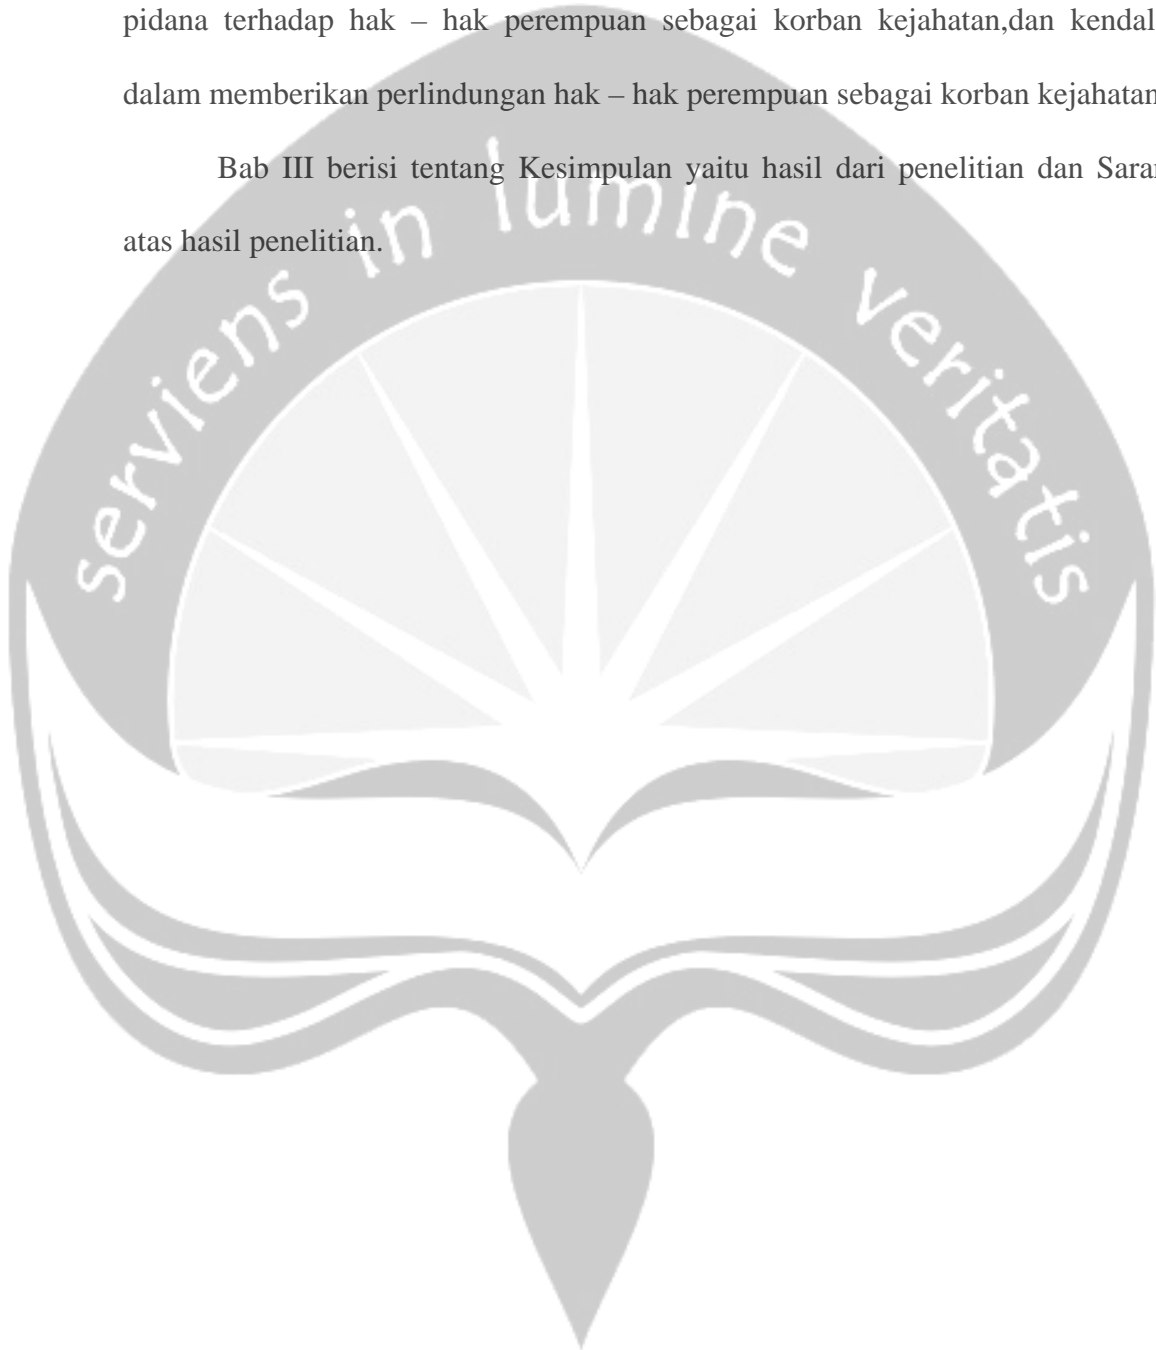 pidana terhadap hak – hak perempuan sebagai korban kejahatan,dan kendal
dalam memberikan perlindungan hak – hak perempuan sebagai korban kejahatan
Bab III berisi tentang Kesimpulan yaitu hasil dari penelitian dan Saran
atas hasil penelitian.
serviens in lumine veritatis